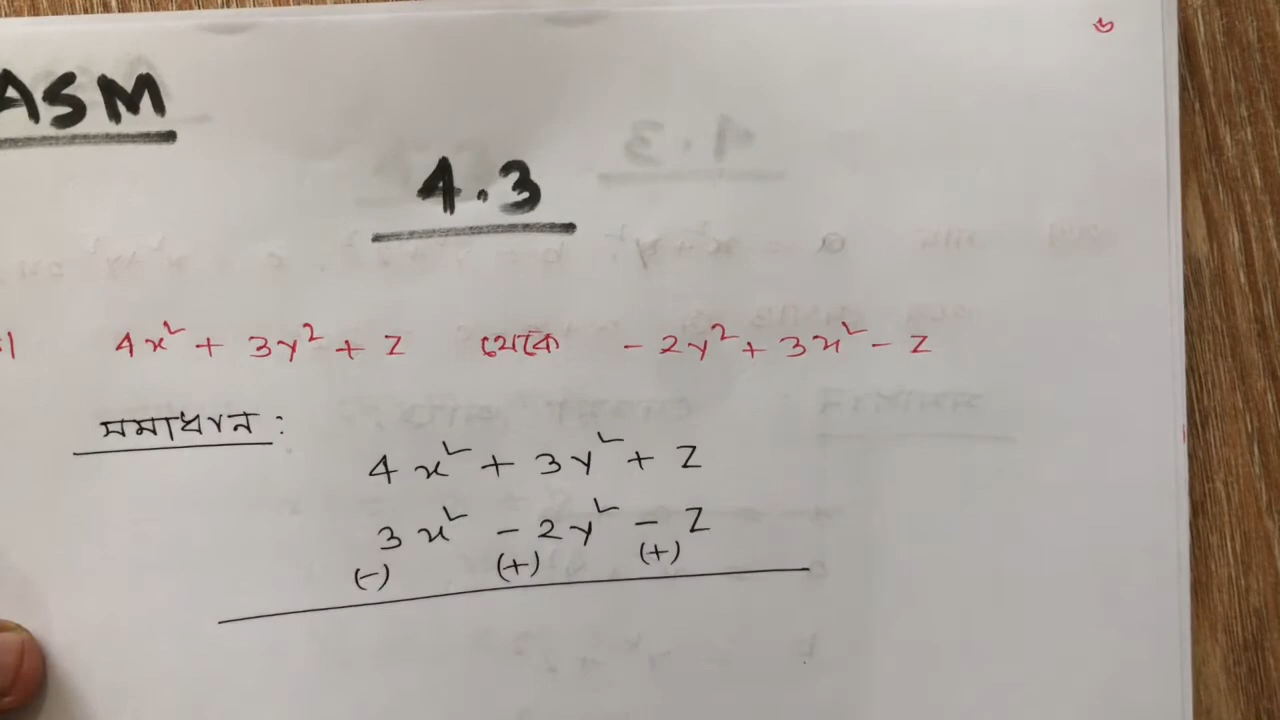 ASM
4.3
4x² + 3y² + z থেকে - 2y² + 3x² - z
সমাধান :
4x² + 3y² + z
3x² - 2y² - z
(-) (+) (+)